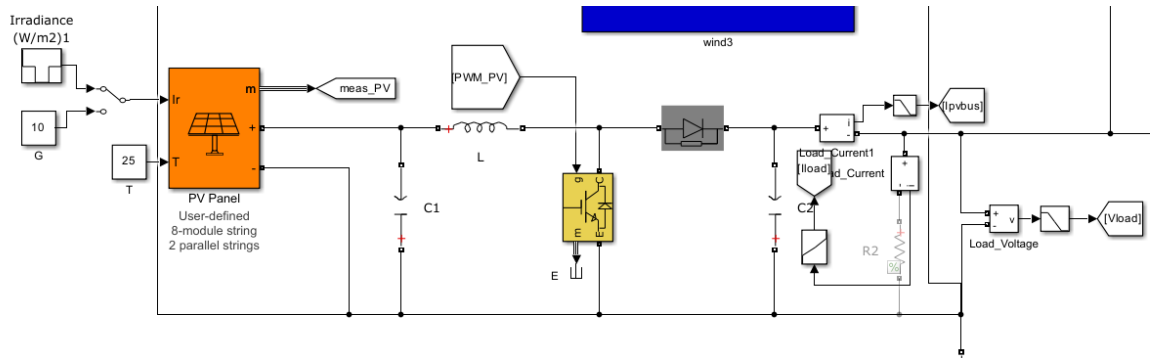 Irradiance
(W/m2)1
wind3
Ir
m
meas_PV
[PWM_PV]
[Ipvbus]
10
G
25
T
T
+
-
PV Panel
User-defined
8-module string
2 parallel strings
+
L
C1
g
C
m
E
E
C2
+
i
-
Load_Current1
[Iload]
d_Current
+
i
-
R2
%
+
-
v
Load_Voltage
[Vload]